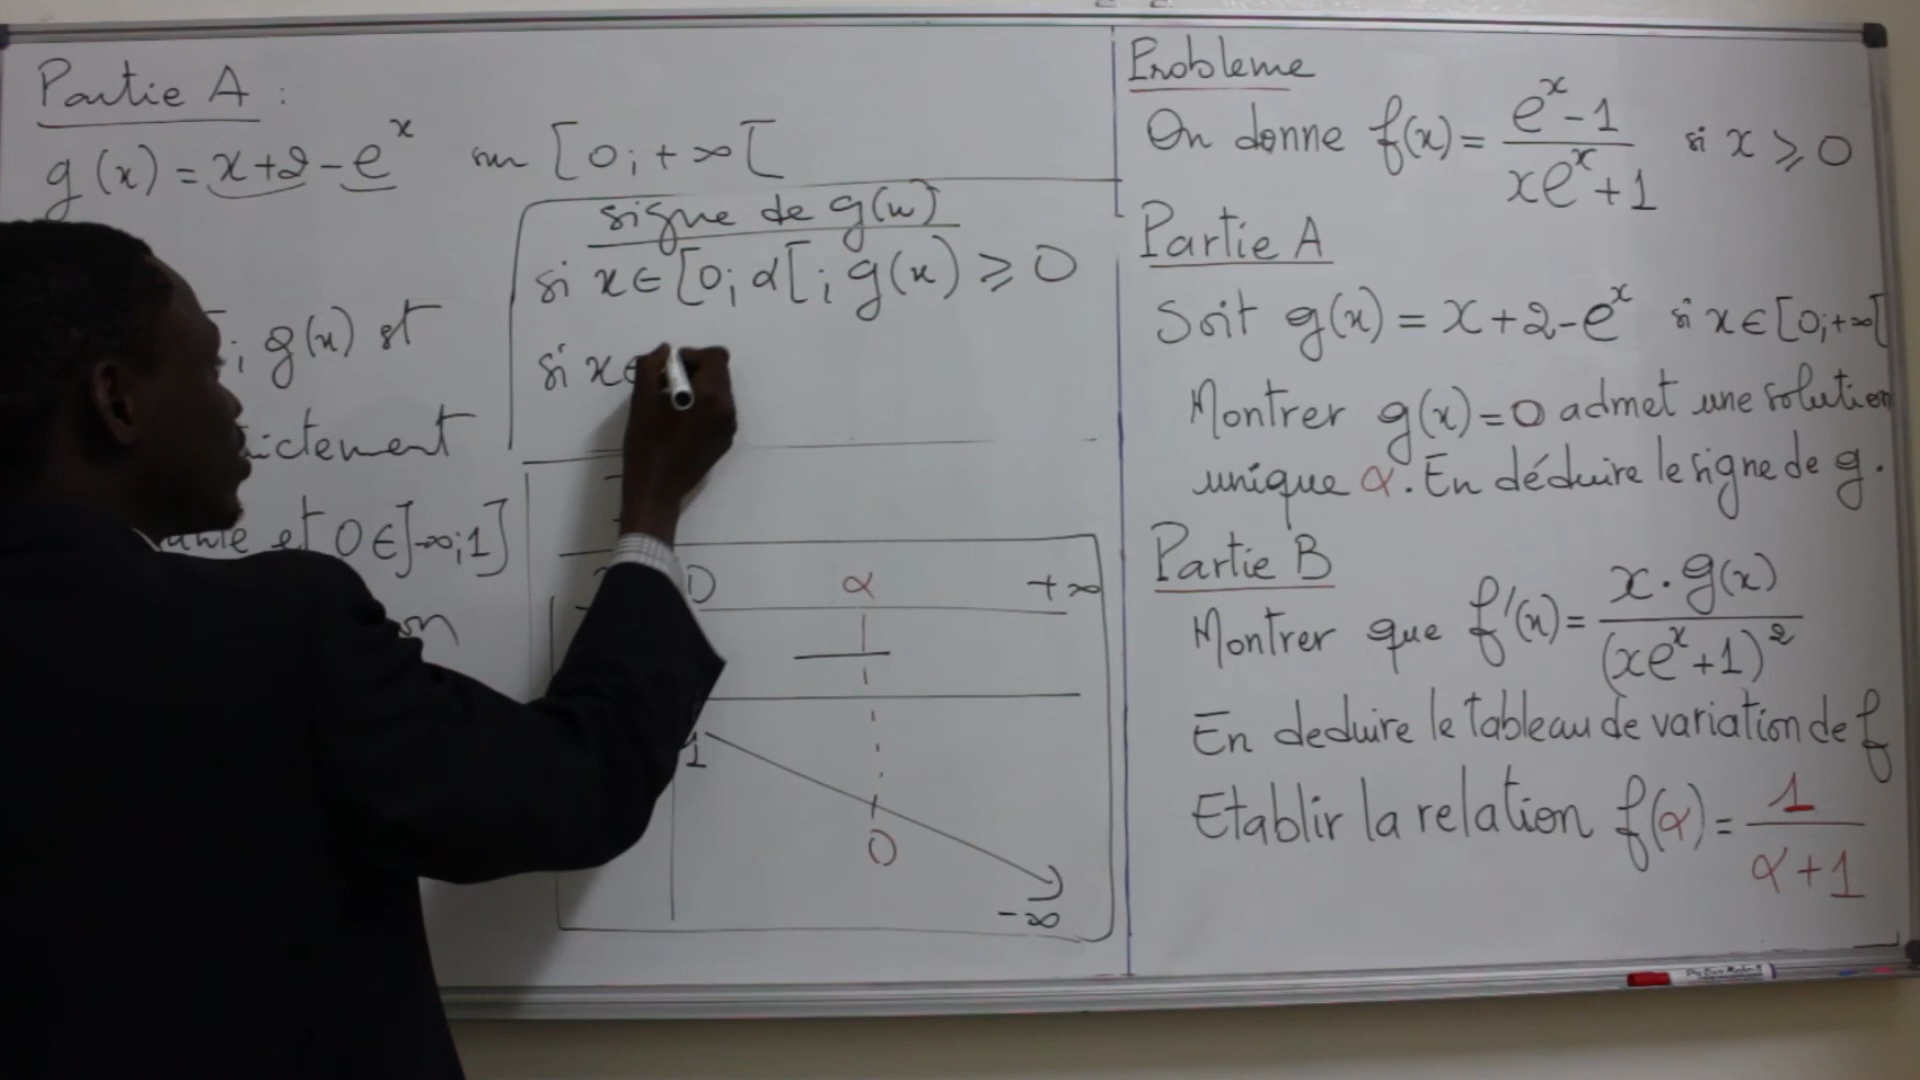 Partie A :
g(x) = x+2-e^x sur [0;+∞[
signe de g(x)
si x∈[0;α[; g(x) ⩾ 0
si x∈
; g(x) est
ictement
ante et 0∈]-∞;1]
on
0 α +∞
—
1
0
-∞
Probleme
On donne f(x)= (e^x-1)/(xe^x+1) si x ⩾ 0
Partie A
Soit g(x) = x+2-e^x si x∈[0;+∞[
Montrer g(x)=0 admet une solution
unique α. En déduire le signe de g.
Partie B
Montrer que f'(x)= (x·g(x))/((xe^x+1)^2)
En deduire le tableau de variation de f
Etablir la relation f(α)= 1/(α+1)